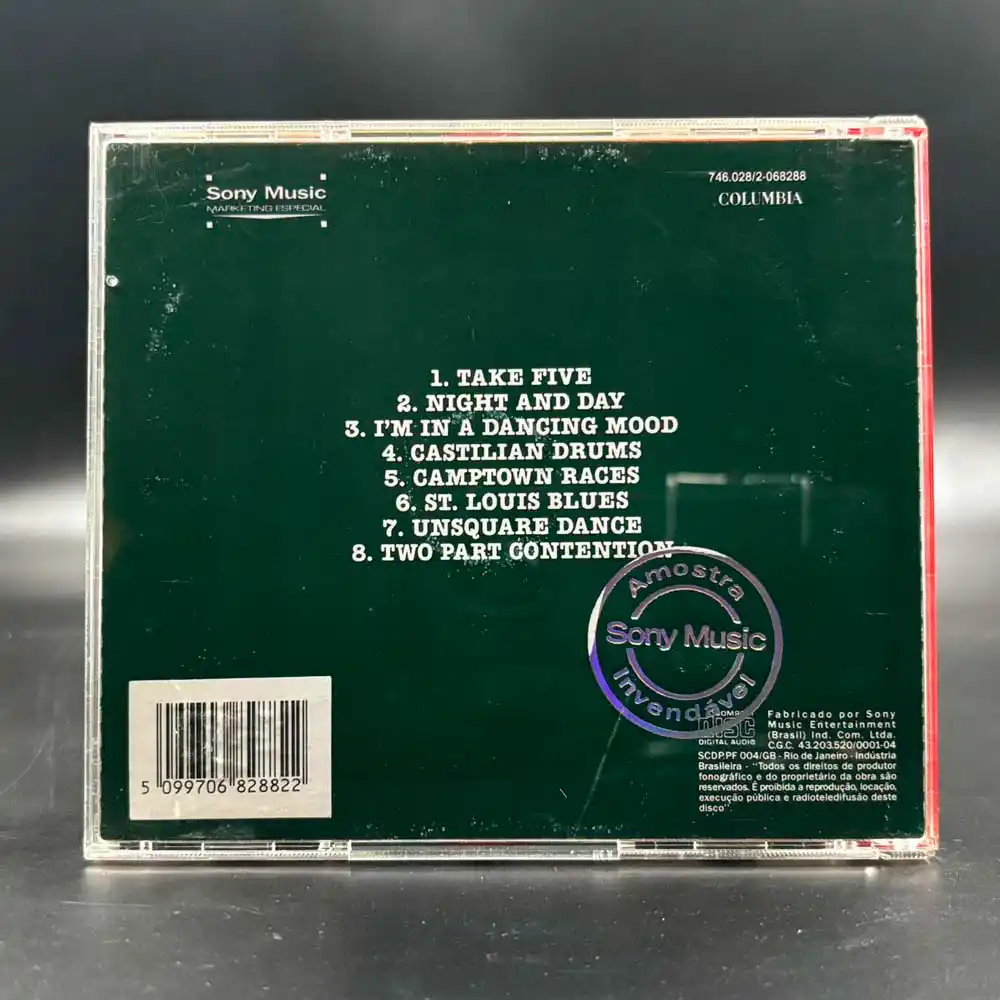 Sony Music
MARKETING ESPECIAL
746.028/2-068288
COLUMBIA
1. TAKE FIVE
2. NIGHT AND DAY
3. I'M IN A DANCING MOOD
4. CASTILIAN DRUMS
5. CAMPTOWN RACES
6. ST. LOUIS BLUES
7. UNSQUARE DANCE
8. TWO PART CONTENTION
Amostra
Sony Music
Invendável
5 099706 828822
DISC
DIGITAL AUDIO
Fabricado por Sony
Music Entertainment
(Brasil) Ind. Com. Ltda.
C.G.C. 43.203.520/0001-04
SCDP.PF 004/GB - Rio de Janeiro - Indústria
Brasileira - "Todos os direitos de produtor
fonográfico e do proprietário da obra são
reservados. É proibida a reprodução, locação,
execução pública e radioteledifusão deste
disco".